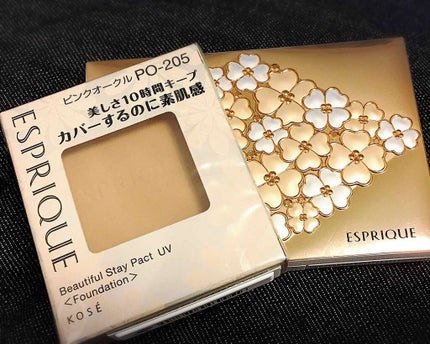 ピンクオークル PO-205
美しさ10時間キープ
カバーするのに素肌感
ESPRIQUE
Beautiful Stay Pact UV
<Foundation>
KOSÉ
ESPRIQUE